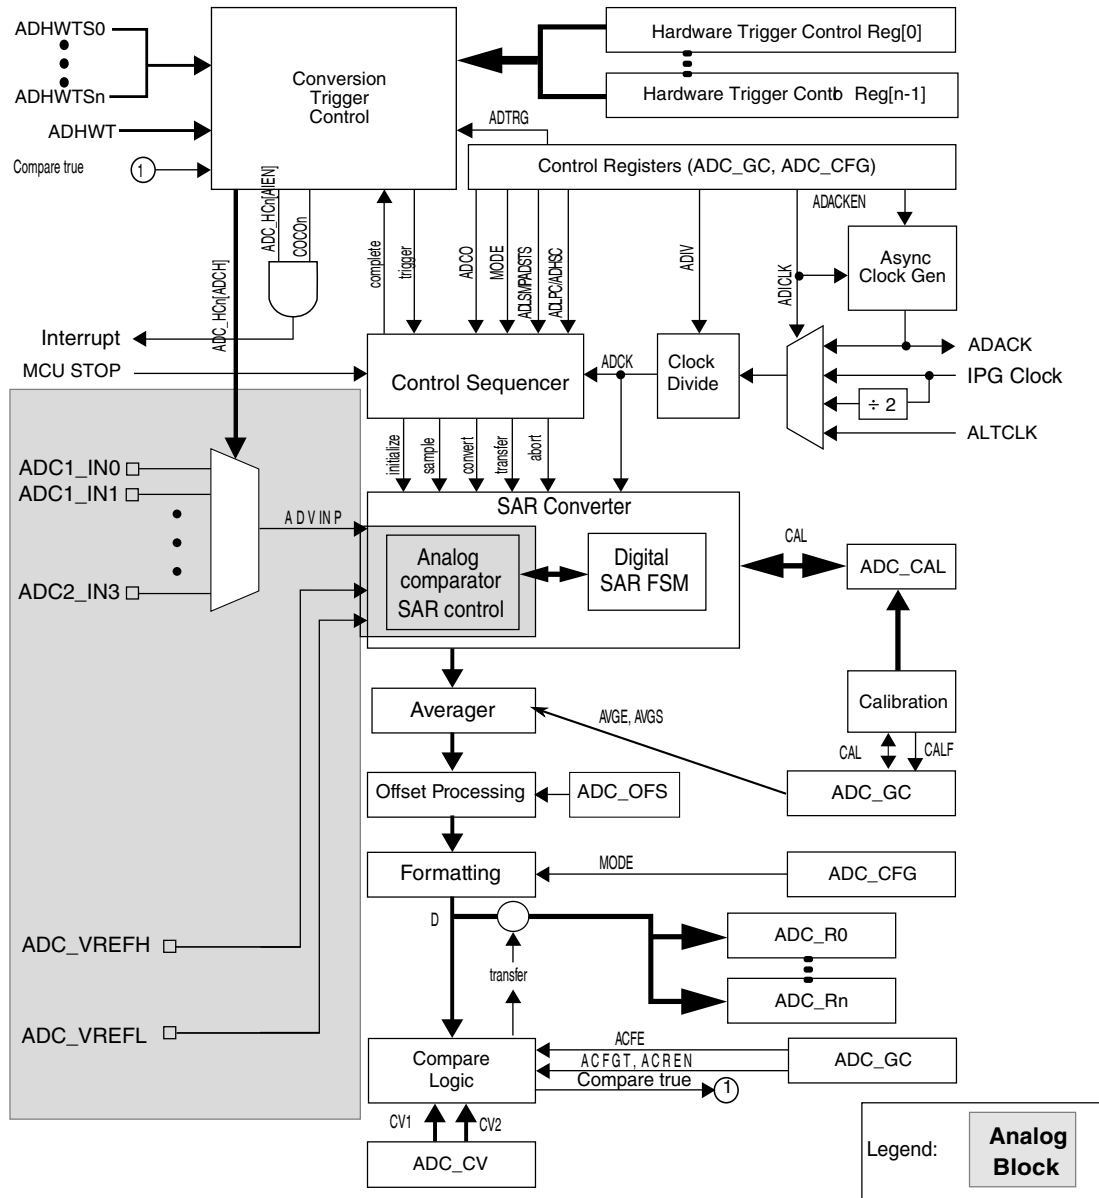 ADHWTS0
ADHWTSn
ADHWT
Compare true
1
Conversion
Trigger
Control
Hardware Trigger Control Reg[0]
Hardware Trigger Contb Reg[n-1]
ADTRG
Control Registers (ADC_GC, ADC_CFG)
ADACKEN
Async
Clock Gen
ADC_HCn[ADCH]
ADC_HCn[AIEN]
COCOn
complete
trigger
ADCO
MODE
ADLSMP/ADSTS
ADLPC/ADHSC
ADIV
ADICLK
Interrupt
MCU STOP
Control Sequencer
ADCK
Clock
Divide
ADACK
IPG Clock
÷ 2
ALTCLK
initialize
sample
convert
transfer
abort
ADC1_IN0
ADC1_IN1
ADC2_IN3
ADVINP
SAR Converter
Analog
comparator
SAR control
Digital
SAR FSM
CAL
ADC_CAL
Averager
AVGE, AVGS
Calibration
CAL
CALF
Offset Processing
ADC_OFS
ADC_GC
Formatting
MODE
ADC_CFG
D
ADC_R0
ADC_VREFH
transfer
ADC_Rn
ADC_VREFL
Compare
Logic
ACFE
ACFGT, ACREN
Compare true
1
ADC_GC
CV1
CV2
ADC_CV
Legend:
Analog
Block